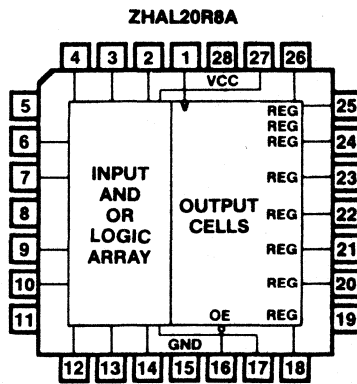 ZHAL20R8A
4 3 2 1 28 27 26
VCC
5 25
REG
REG
6 REG 24
7 REG 23
INPUT
AND
OR
LOGIC
ARRAY
OUTPUT
CELLS
8 REG 22
9 REG 21
10 REG 20
11 OE REG 19
GND
12 13 14 15 16 17 18